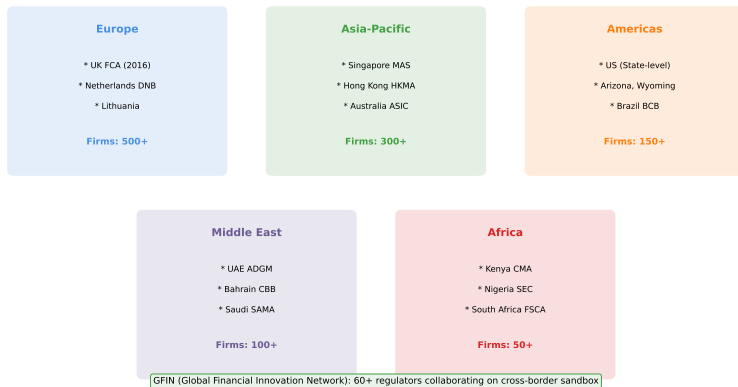 Europe
* UK FCA (2016)
* Netherlands DNB
* Lithuania
Firms: 500+
Asia-Pacific
* Singapore MAS
* Hong Kong HKMA
* Australia ASIC
Firms: 300+
Americas
* US (State-level)
* Arizona, Wyoming
* Brazil BCB
Firms: 150+
Middle East
* UAE ADGM
* Bahrain CBB
* Saudi SAMA
Firms: 100+
Africa
* Kenya CMA
* Nigeria SEC
* South Africa FSCA
Firms: 50+
GFIN (Global Financial Innovation Network): 60+ regulators collaborating on cross-border sandbox